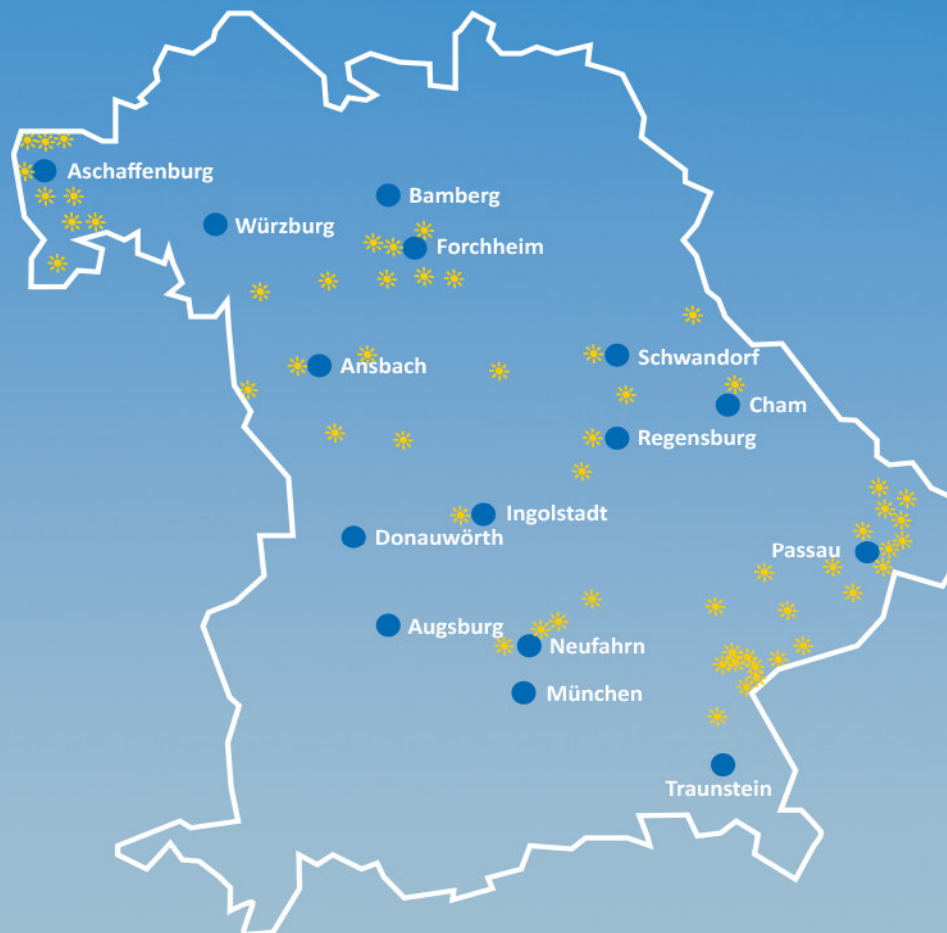 Aschaffenburg
Bamberg
Würzburg
Forchheim
Ansbach
Schwandorf
Cham
Regensburg
Ingolstadt
Donauwörth
Passau
Augsburg
Neufahrn
München
Traunstein